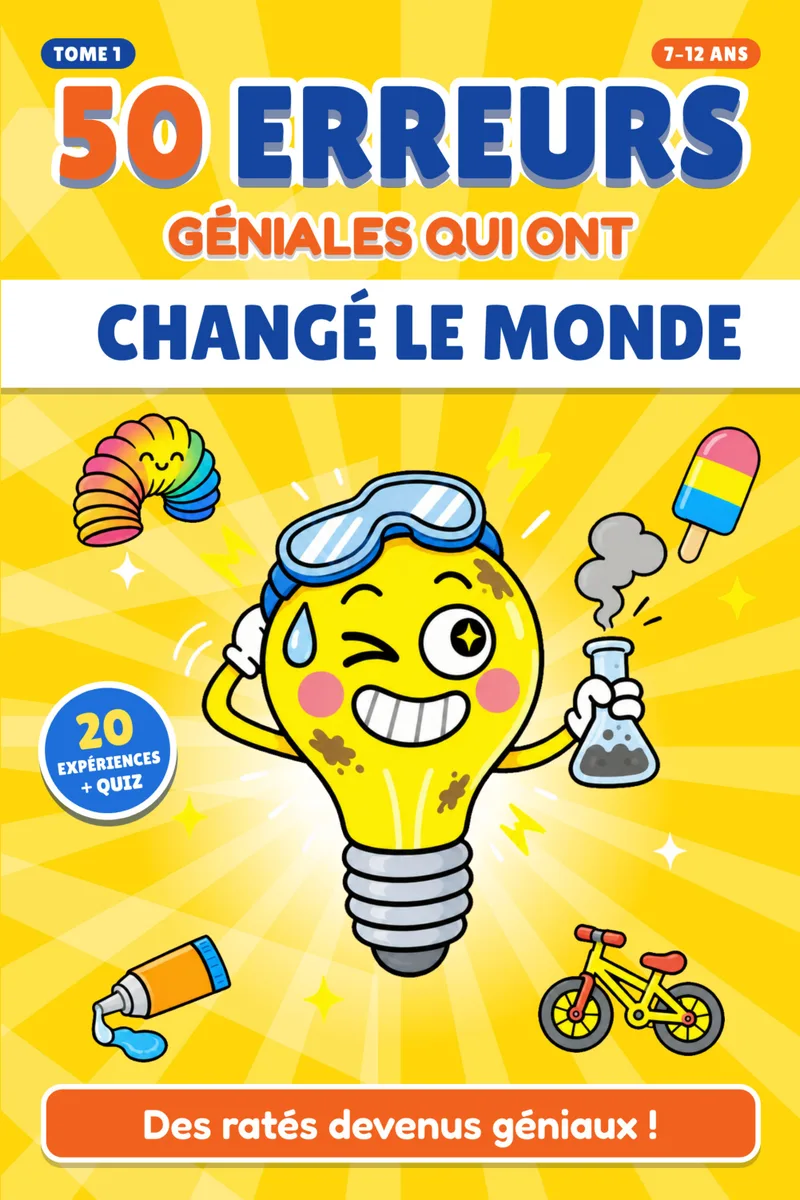 TOME 1
7-12 ANS
50 ERREURS
GÉNIALES QUI ONT
CHANGÉ LE MONDE
20
EXPÉRIENCES
+ QUIZ
Des ratés devenus géniaux !